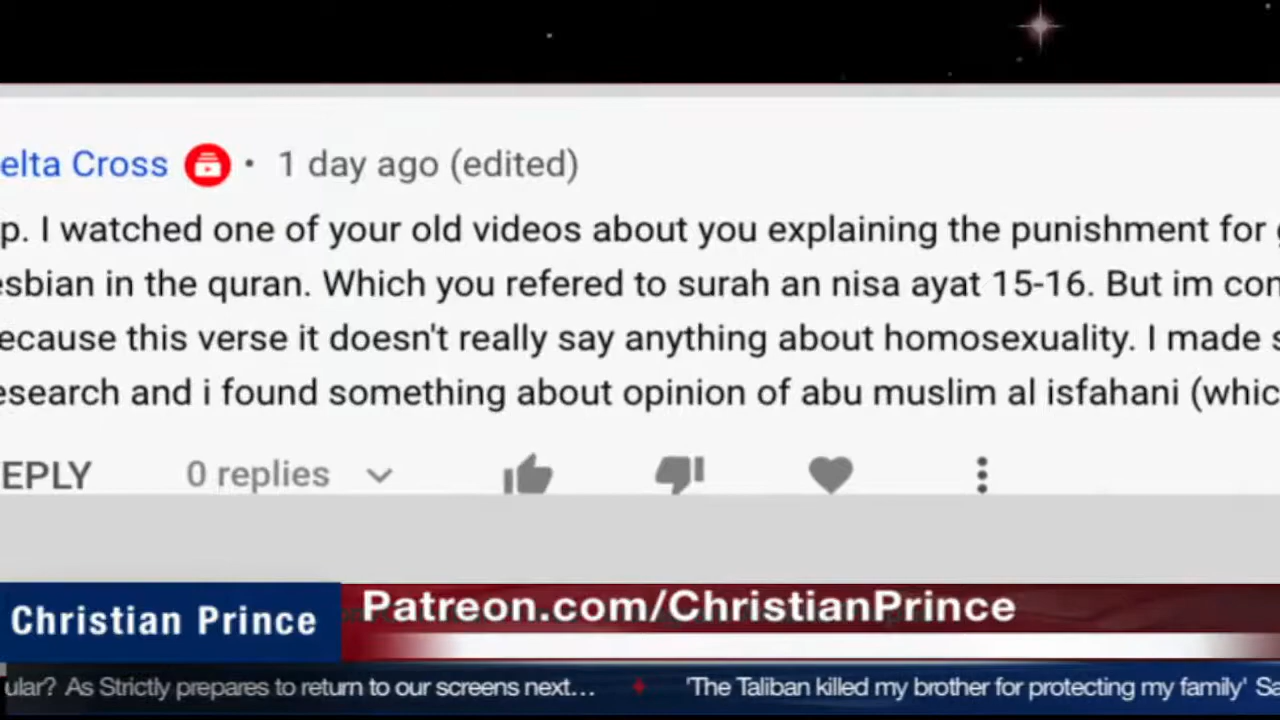 elta Cross • 1 day ago (edited)
p. I watched one of your old videos about you explaining the punishment for
esbian in the quran. Which you refered to surah an nisa ayat 15-16. But im con
ecause this verse it doesn't really say anything about homosexuality. I made s
esearch and i found something about opinion of abu muslim al isfahani (whic
EPLY 0 replies
Christian Prince
Patreon.com/ChristianPrince
ular? As Strictly prepares to return to our screens next... 'The Taliban killed my brother for protecting my family' Sa